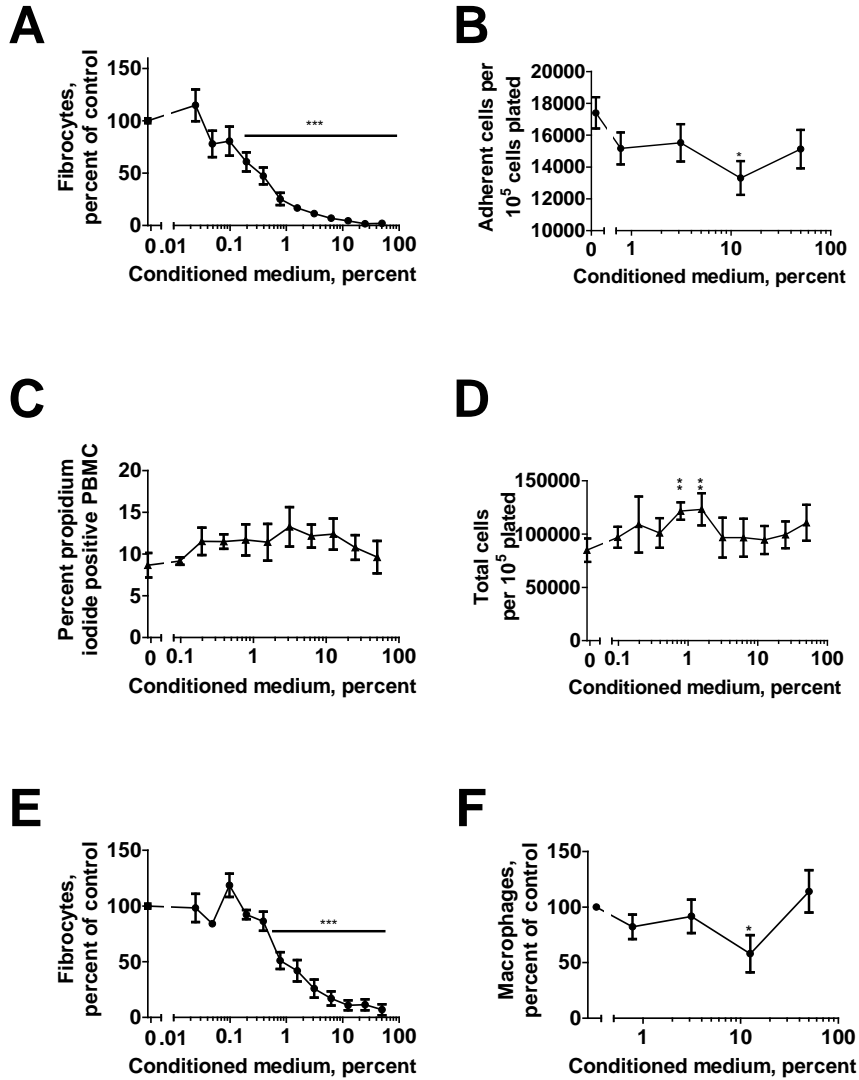 A
Fibrocytes,
percent of control
150
100
50
0
***
0 0.01 0.1 1 10 100
Conditioned medium, percent
B
Adherent cells per
10⁵ cells plated
20000
18000
16000
14000
12000
10000
*
0 1 10 100
Conditioned medium, percent
C
Percent propidium
iodide positive PBMC
20
15
10
5
0
0 0.1 1 10 100
Conditioned medium, percent
D
Total cells
per 10⁵ plated
150000
100000
50000
0
** **
0 0.1 1 10 100
Conditioned medium, percent
E
Fibrocytes,
percent of control
150
100
50
0
***
0 0.01 0.1 1 10 100
Conditioned medium, percent
F
Macrophages,
percent of control
150
100
50
0
*
1 10 100
Conditioned medium, percent